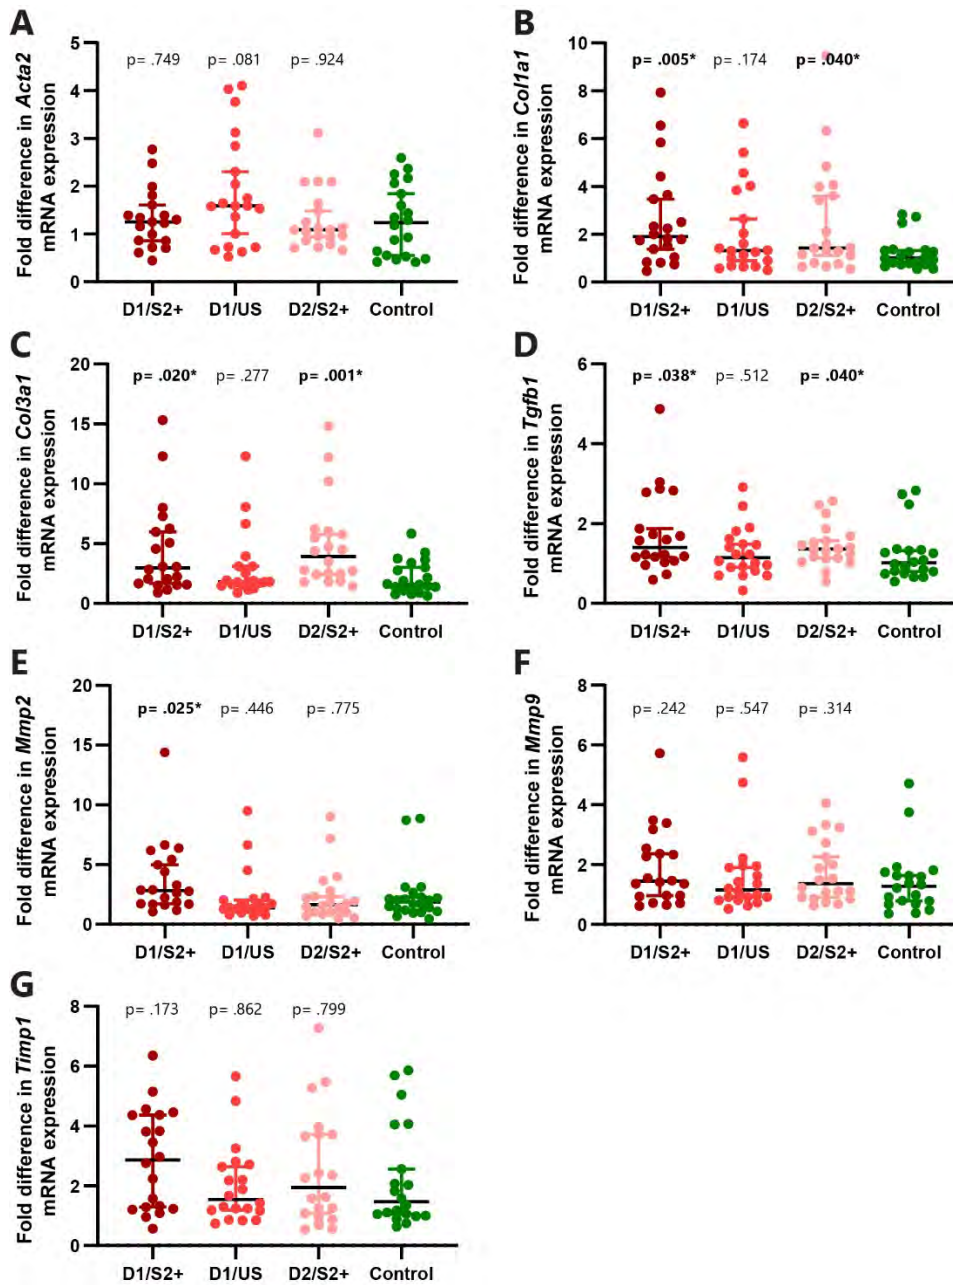 A
Fold difference in Acta2
mRNA expression
5
4
3
2
1
0
p= .749 p= .081 p= .924
D1/S2+ D1/US D2/S2+ Control
B
Fold difference in Col1a1
mRNA expression
10
8
6
4
2
0
p= .005* p= .174 p= .040*
D1/S2+ D1/US D2/S2+ Control
C
Fold difference in Col3a1
mRNA expression
20
15
10
5
0
p= .020* p= .277 p= .001*
D1/S2+ D1/US D2/S2+ Control
D
Fold difference in Tgfb1
mRNA expression
6
4
2
0
p= .038* p= .512 p= .040*
D1/S2+ D1/US D2/S2+ Control
E
Fold difference in Mmp2
mRNA expression
20
15
10
5
0
p= .025* p= .446 p= .775
D1/S2+ D1/US D2/S2+ Control
F
Fold difference in Mmp9
mRNA expression
8
6
4
2
0
p= .242 p= .547 p= .314
D1/S2+ D1/US D2/S2+ Control
G
Fold difference in Timp1
mRNA expression
8
6
4
2
0
p= .173 p= .862 p= .799
D1/S2+ D1/US D2/S2+ Control